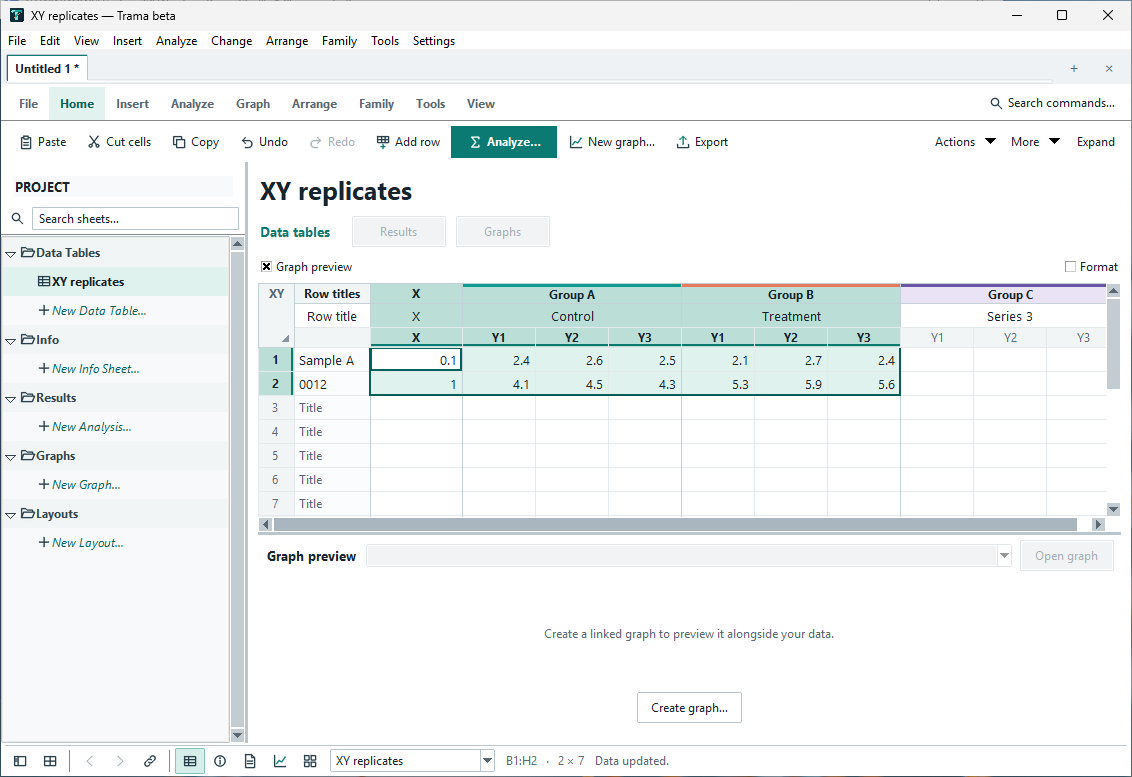 XY replicates — Trama beta
File Edit View Insert Analyze Change Arrange Family Tools Settings
Untitled 1 *
File Home Insert Analyze Graph Arrange Family Tools View Search commands...
Paste Cut cells Copy Undo Redo Add row Σ Analyze... New graph... Export Actions More Expand
PROJECT
Search sheets...
Data Tables
XY replicates
New Data Table...
Info
New Info Sheet...
Results
New Analysis...
Graphs
New Graph...
Layouts
New Layout...
XY replicates
Data tables Results Graphs
Graph preview Format
XY Row titles X Group A Group B Group C
Row title X Control Treatment Series 3
X Y1 Y2 Y3 Y1 Y2 Y3 Y1 Y2 Y3
1 Sample A 0.1 2.4 2.6 2.5 2.1 2.7 2.4
2 0012 1 4.1 4.5 4.3 5.3 5.9 5.6
3 Title
4 Title
5 Title
6 Title
7 Title
Graph preview Open graph
Create a linked graph to preview it alongside your data.
Create graph...
XY replicates B1:H2 · 2 × 7 Data updated.